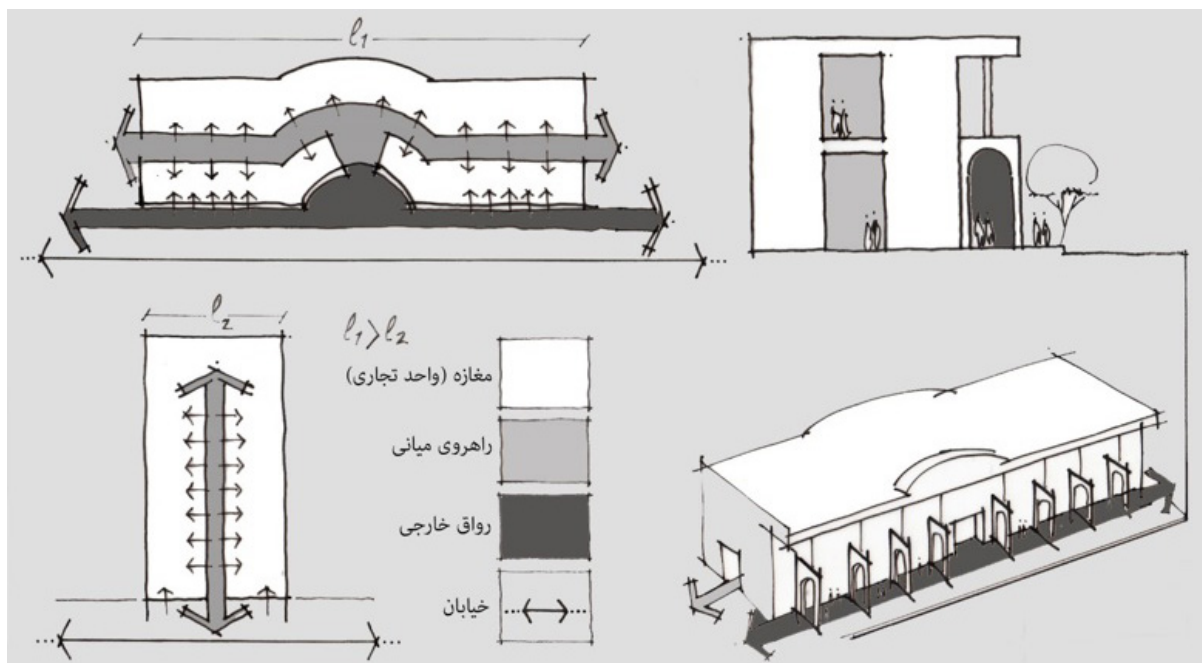 l₁
l₂
l₁>l₂
مغازه (واحد تجاری)
راهروی میانی
رواق خارجی
خیابان